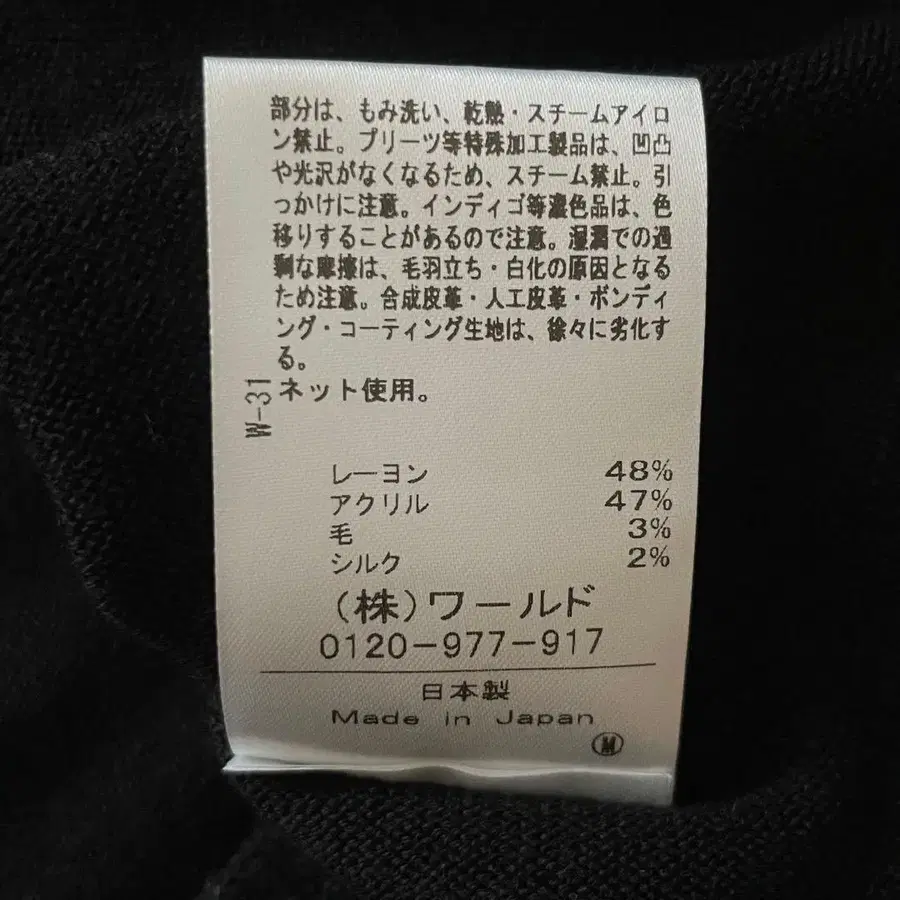 部分は、もみ洗い、乾熱・スチームアイロ
ン禁止。プリーツ等特殊加工製品は、凹凸
や光沢がなくなるため、スチーム禁止。引
っかけに注意。インディゴ等濃色品は、色
移りすることがあるので注意。湿潤での過
剰な摩擦は、毛羽立ち・白化の原因となる
ため注意。合成皮革・人工皮革・ボンディ
ング・コーティング生地は、徐々に劣化す
る。
ネット使用。
W-31
レーヨン 48%
アクリル 47%
毛 3%
シルク 2%
(株)ワールド
0120-977-917
日本製
Made in Japan
M